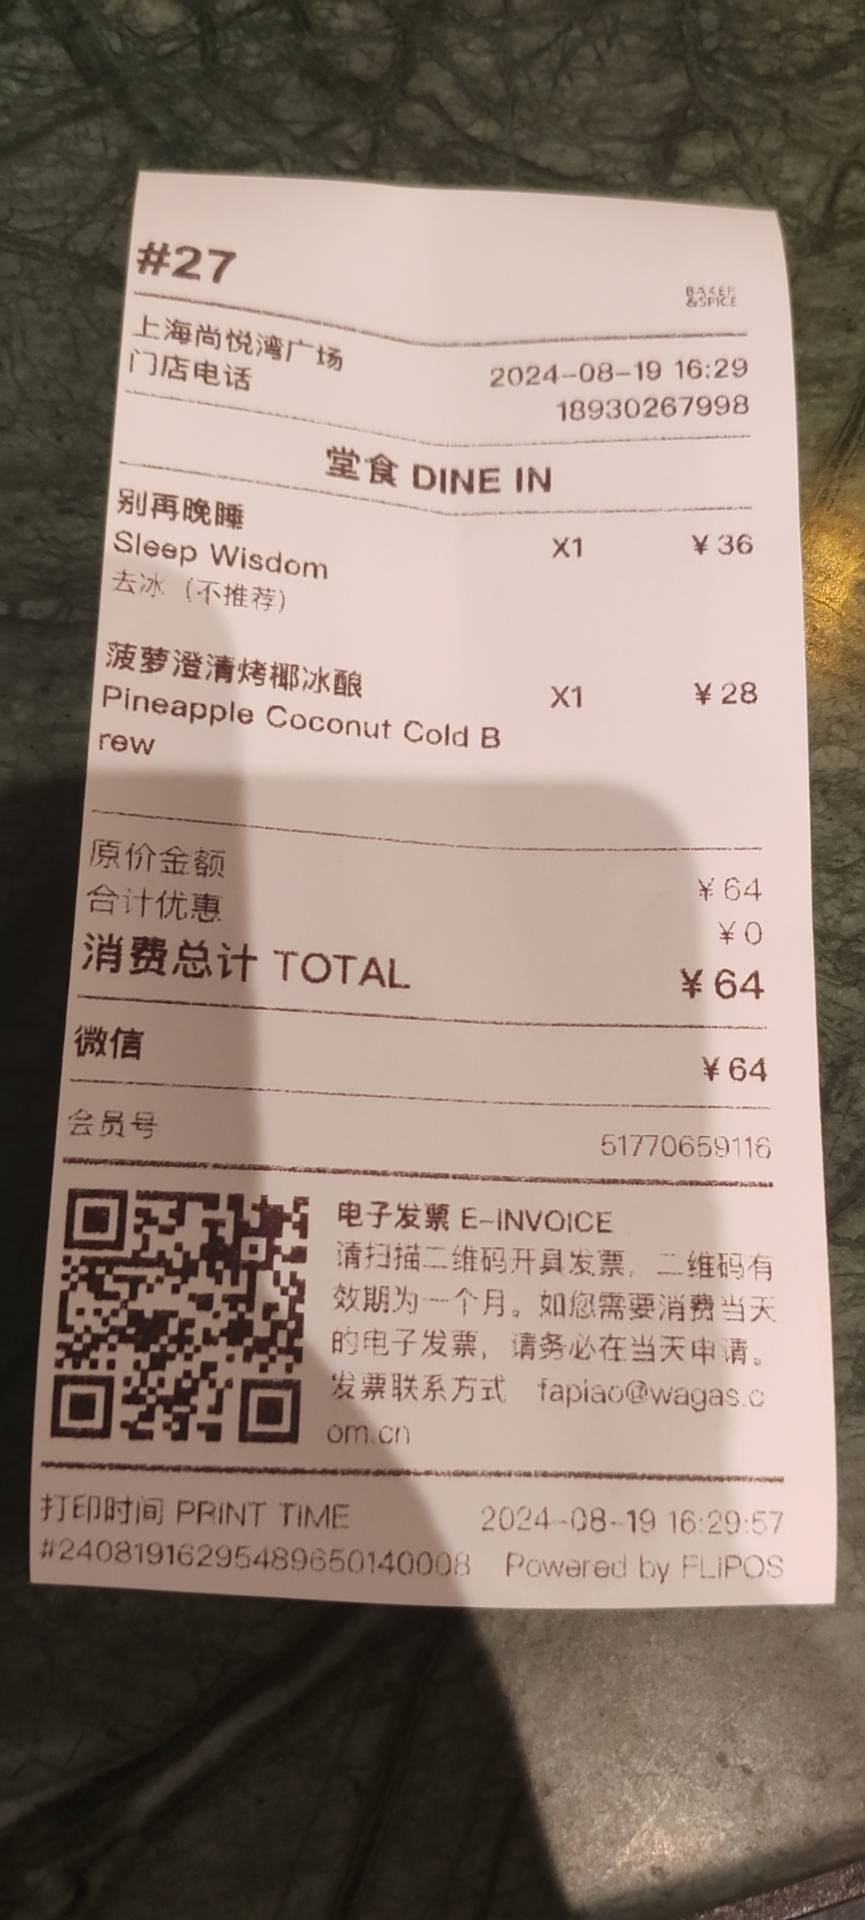 #27
BAKER
&SPICE
上海尚悦湾广场 2024-08-19 16:29
门店电话 18930267998
堂食 DINE IN
别再晚睡
Sleep Wisdom X1 ¥36
去冰（不推荐）
菠萝澄清烤椰冰酿
Pineapple Coconut Cold B X1 ¥28
rew
原价金额 ¥64
合计优惠 ¥0
消费总计 TOTAL ¥64
微信 ¥64
会员号 51770659116
电子发票 E-INVOICE
请扫描二维码开具发票，二维码有
效期为一个月。如您需要消费当天
的电子发票，请务必在当天申请。
发票联系方式 fapiao@wagas.c
om.cn
打印时间 PRINT TIME 2024-08-19 16:29:57
#240819162954896501​40008 Powered by FLiPOS